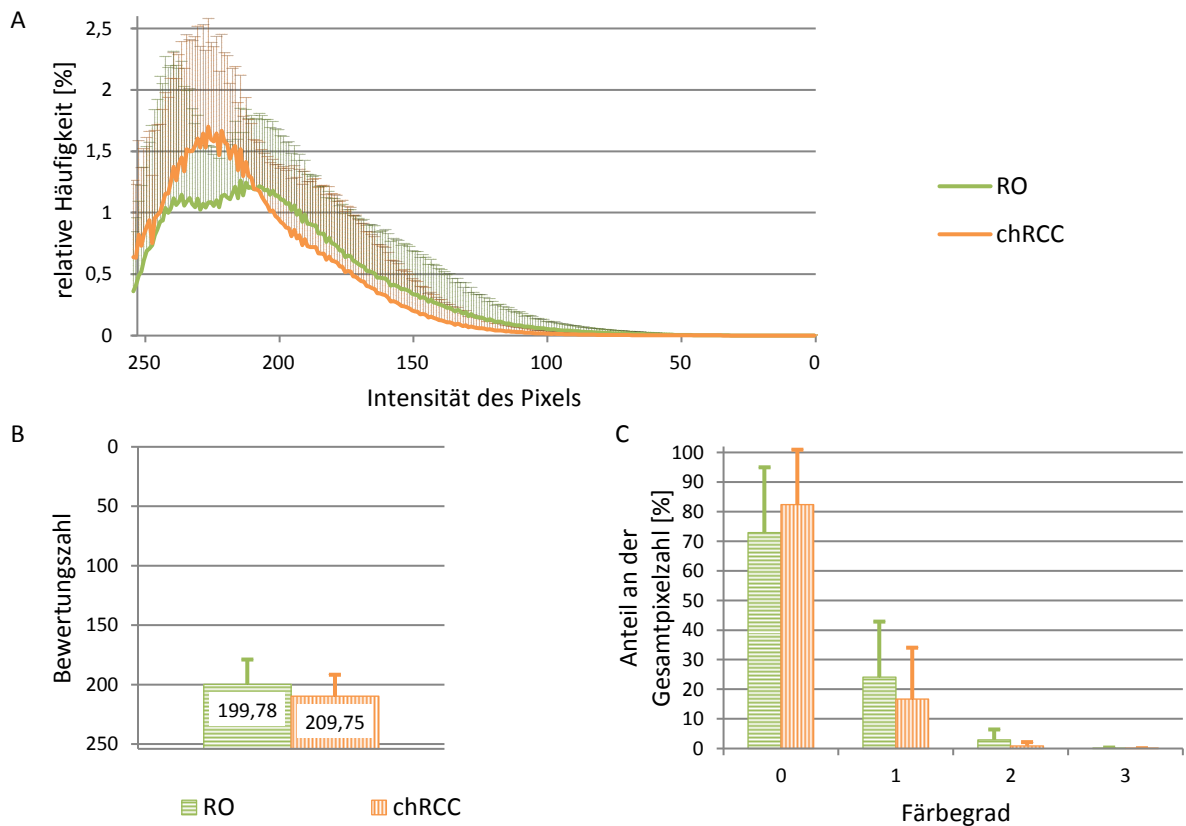 A
relative Häufigkeit [%]
2,5
2
1,5
1
0,5
0
250 200 150 100 50 0
Intensität des Pixels
RO
chRCC
B
Bewertungszahl
0
50
100
150
200
250
199,78
209,75
RO chRCC
C
Anteil an der
Gesamtpixelzahl [%]
100
90
80
70
60
50
40
30
20
10
0
0 1 2 3
Färbegrad